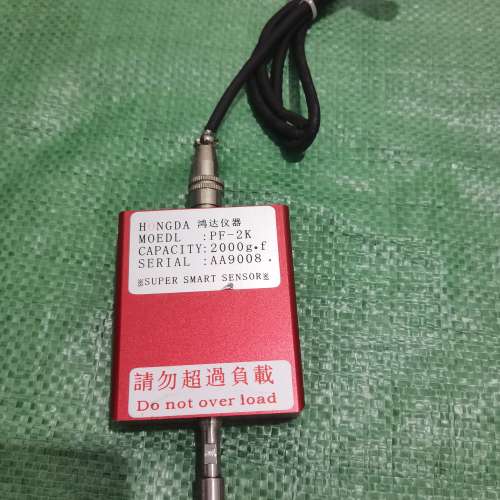 HONGDA 鸿达仪器
MOEDL :PF-2K
CAPACITY:2000g.f
SERIAL :AA9008.
※SUPER SMART SENSOR※
請勿超過負載
Do not over load